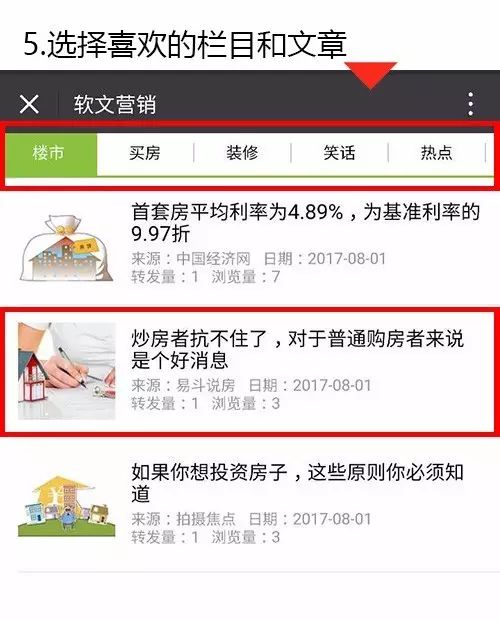 5.选择喜欢的栏目和文章
软文营销
楼市 买房 装修 笑话 热点
首套房平均利率为4.89%，为基准利率的
9.97折
来源：中国经济网 日期：2017-08-01
转发量：1 浏览量：7
炒房者抗不住了，对于普通购房者来说
是个好消息
来源：易斗说房 日期：2017-08-01
转发量：1 浏览量：3
如果你想投资房子，这些原则你必须知
道
来源：拍摄焦点 日期：2017-08-01
转发量：1 浏览量：3